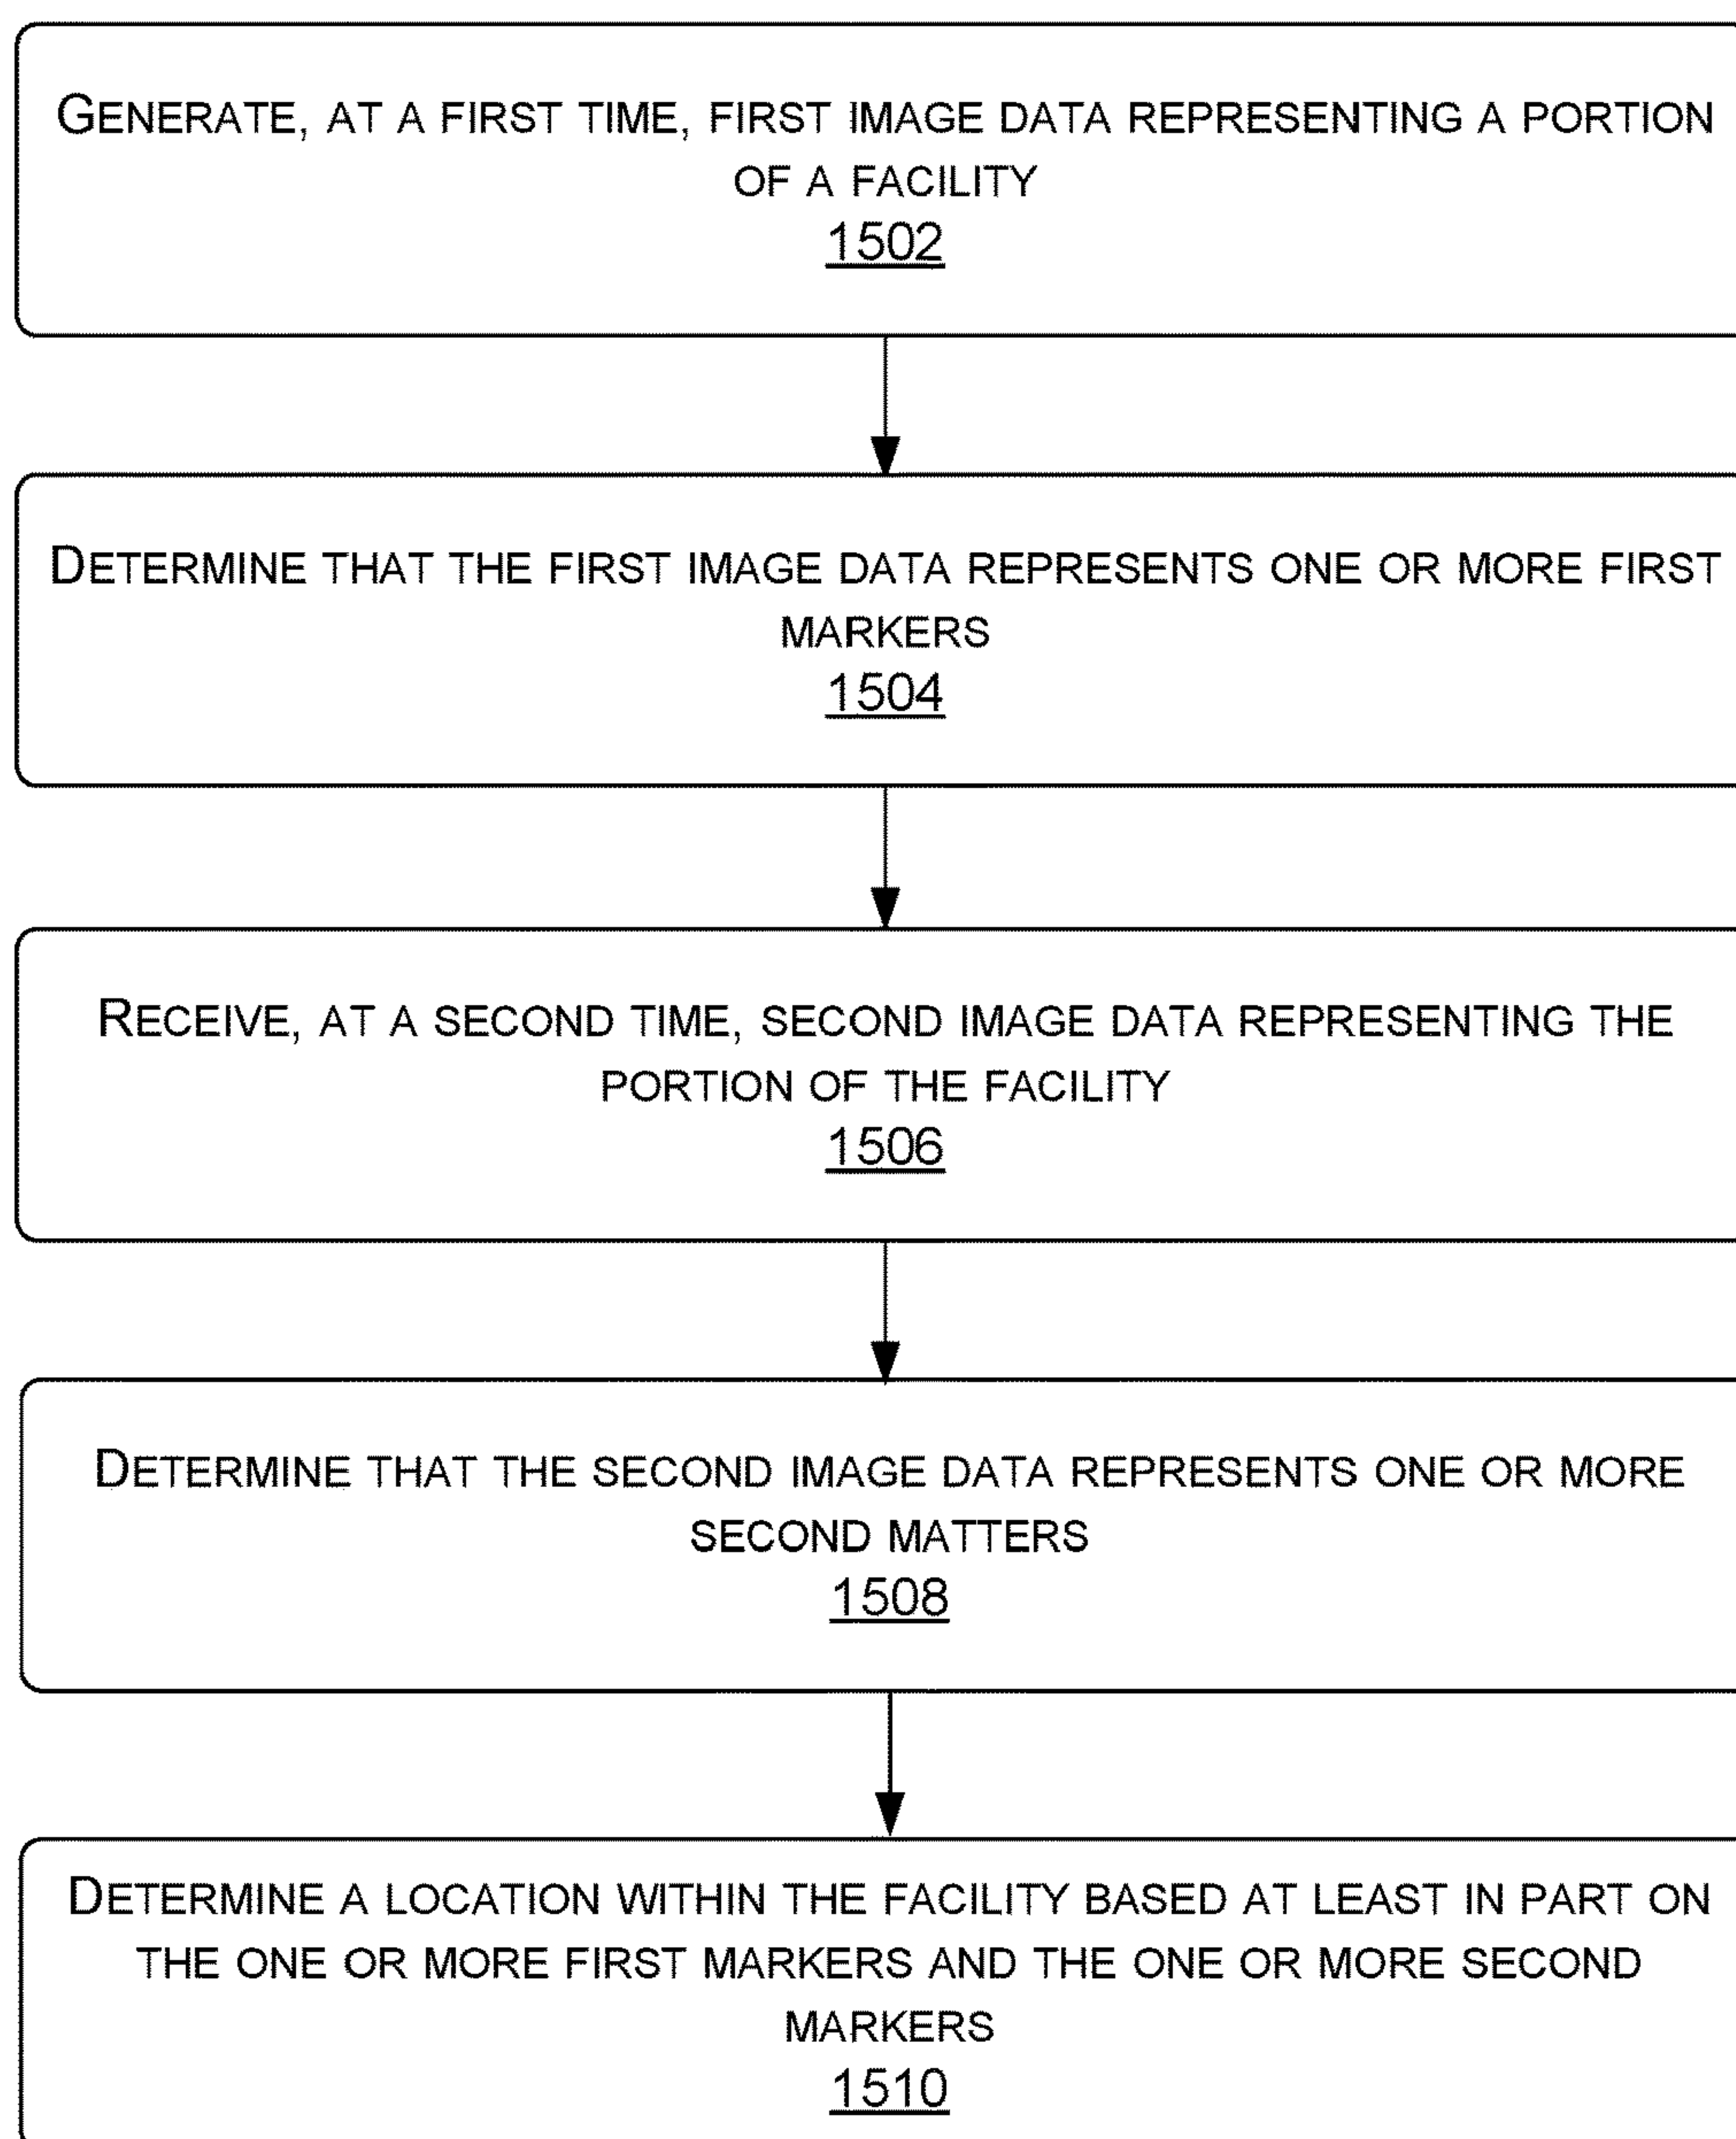 GENERATE, AT A FIRST TIME, FIRST IMAGE DATA REPRESENTING A PORTION
OF A FACILITY
1502
DETERMINE THAT THE FIRST IMAGE DATA REPRESENTS ONE OR MORE FIRST
MARKERS
1504
RECEIVE, AT A SECOND TIME, SECOND IMAGE DATA REPRESENTING THE
PORTION OF THE FACILITY
1506
DETERMINE THAT THE SECOND IMAGE DATA REPRESENTS ONE OR MORE
SECOND MATTERS
1508
DETERMINE A LOCATION WITHIN THE FACILITY BASED AT LEAST IN PART ON
THE ONE OR MORE FIRST MARKERS AND THE ONE OR MORE SECOND
MARKERS
1510